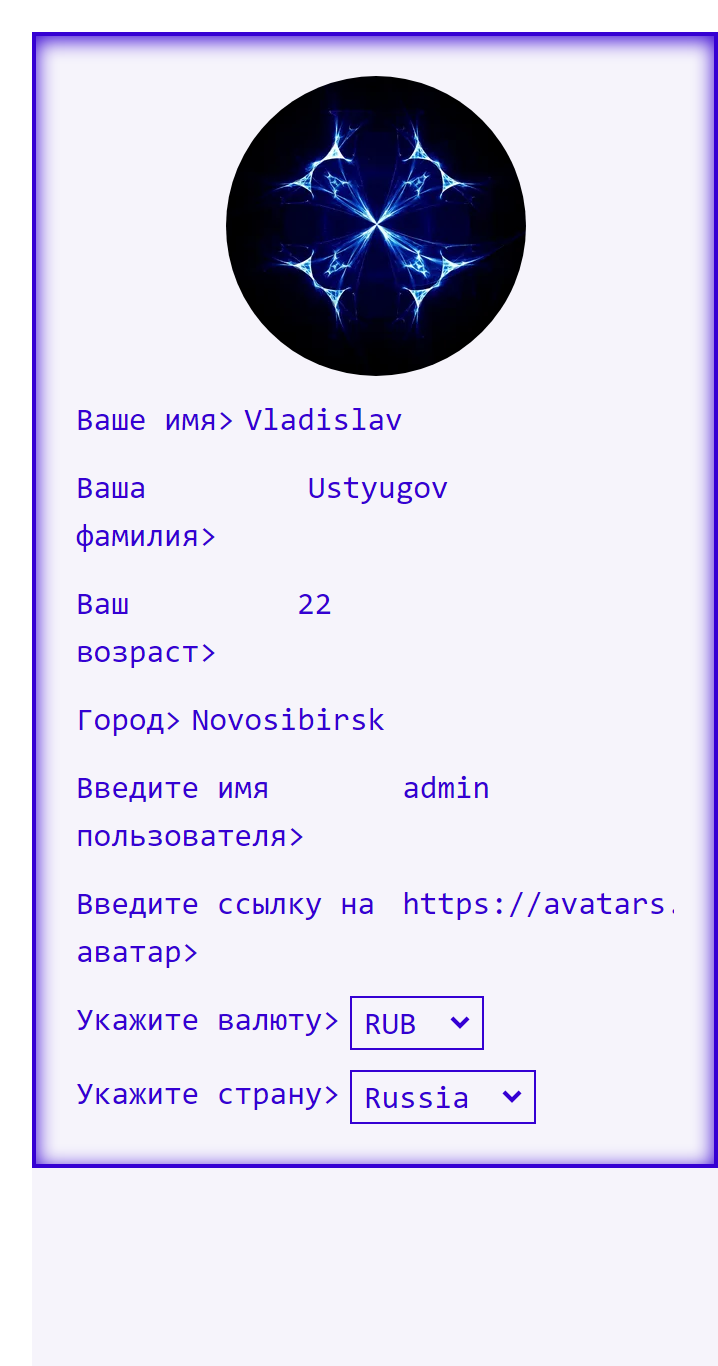 Ваше имя> Vladislav
Ваша Ustyugov
фамилия>
Ваш 22
возраст>
Город> Novosibirsk
Введите имя admin
пользователя>
Введите ссылку на https://avatars.
аватар>
Укажите валюту> RUB
Укажите страну> Russia